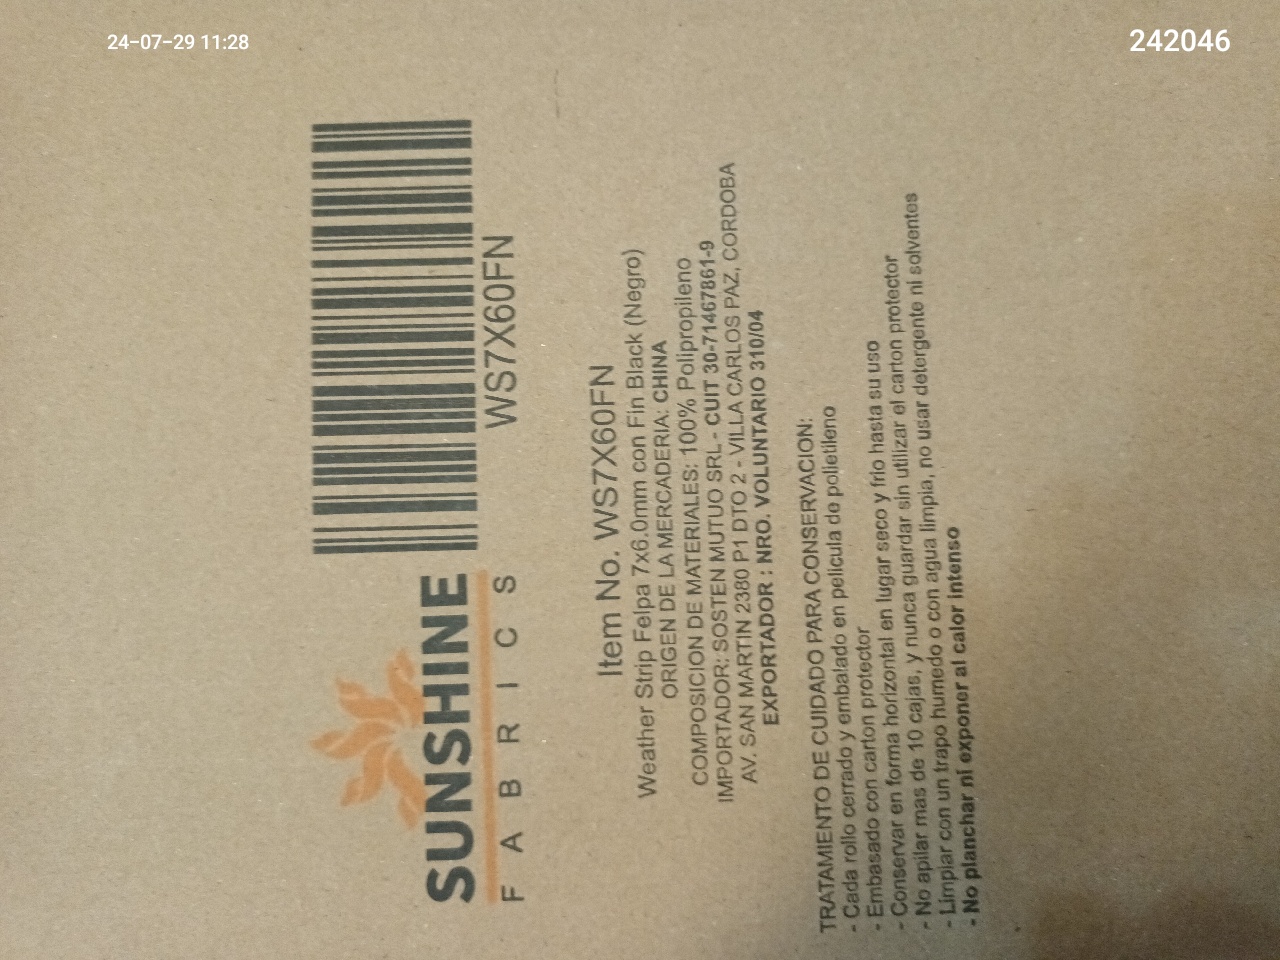 24-07-29 11:28
242046
SUNSHINE
FABRICS
WS7X60FN
Item No. WS7X60FN
Weather Strip Felpa 7x6.0mm con Fin Black (Negro)
ORIGEN DE LA MERCADERIA: CHINA
COMPOSICION DE MATERIALES: 100% Polipropileno
IMPORTADOR: SOSTEN MUTUO SRL - CUIT 30-71467861-9
AV. SAN MARTIN 2380 P1 DTO 2 - VILLA CARLOS PAZ, CORDOBA
EXPORTADOR : NRO. VOLUNTARIO 310/04
TRATAMIENTO DE CUIDADO PARA CONSERVACION:
- Cada rollo cerrado y embalado en pelicula de polietileno
- Embasado con carton protector
- Conservar en forma horizontal en lugar seco y frio hasta su uso
- No apilar mas de 10 cajas, y nunca guardar sin utilizar el carton protector
- Limpiar con un trapo humedo o con agua limpia, no usar detergente ni solventes
- No planchar ni exponer al calor intenso